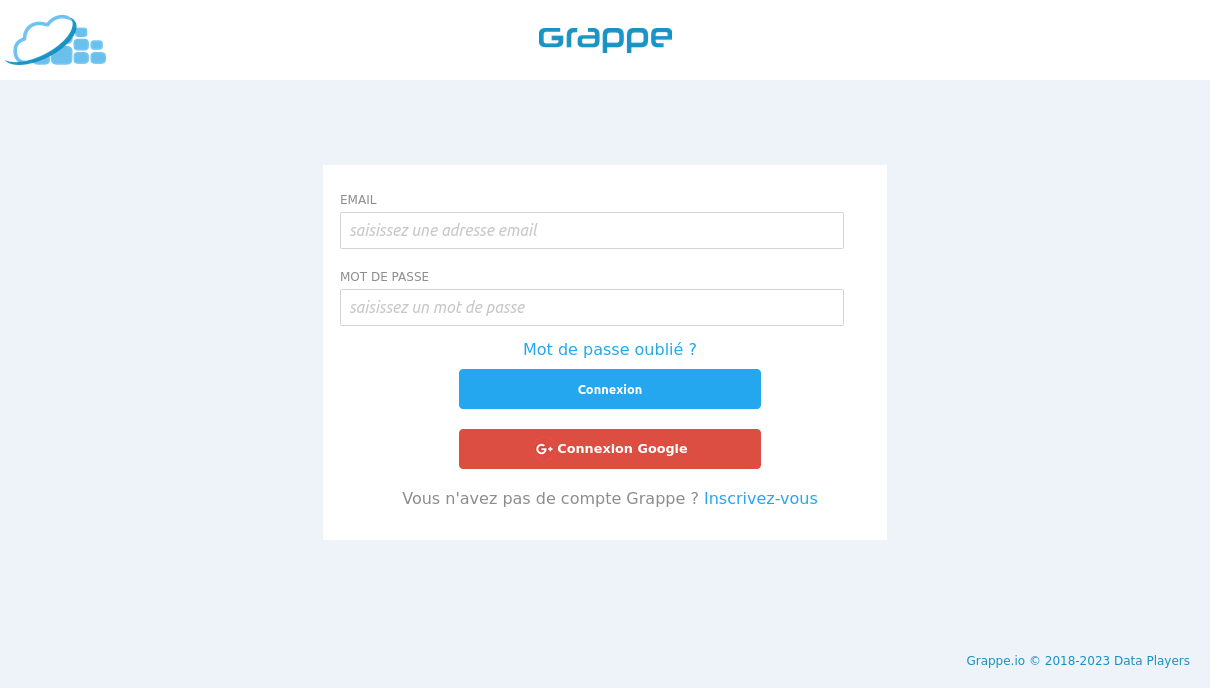 Grappe
EMAIL
saisissez une adresse email
MOT DE PASSE
saisissez un mot de passe
Mot de passe oublié ?
Connexion
G+ Connexion Google
Vous n'avez pas de compte Grappe ? Inscrivez-vous
Grappe.io © 2018-2023 Data Players